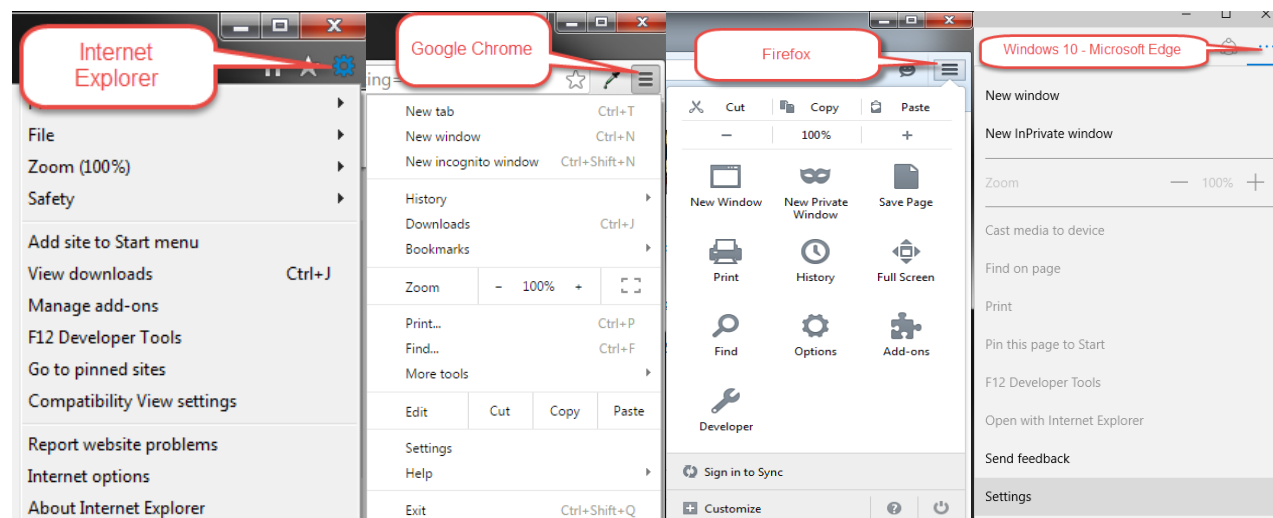 Internet
Explorer
File
Zoom (100%)
Safety
Add site to Start menu
View downloads Ctrl+J
Manage add-ons
F12 Developer Tools
Go to pinned sites
Compatibility View settings
Report website problems
Internet options
About Internet Explorer
Google Chrome
ing=
New tab Ctrl+T
New window Ctrl+N
New incognito window Ctrl+Shift+N
History
Downloads Ctrl+J
Bookmarks
Zoom - 100% +
Print... Ctrl+P
Find... Ctrl+F
More tools
Edit Cut Copy Paste
Settings
Help
Exit Ctrl+Shift+Q
Firefox
Cut Copy Paste
− 100% +
New Window New Private Save Page
Window
Print History Full Screen
Find Options Add-ons
Developer
Sign in to Sync
Customize
Windows 10 - Microsoft Edge
New window
New InPrivate window
Zoom — 100% +
Cast media to device
Find on page
Print
Pin this page to Start
F12 Developer Tools
Open with Internet Explorer
Send feedback
Settings